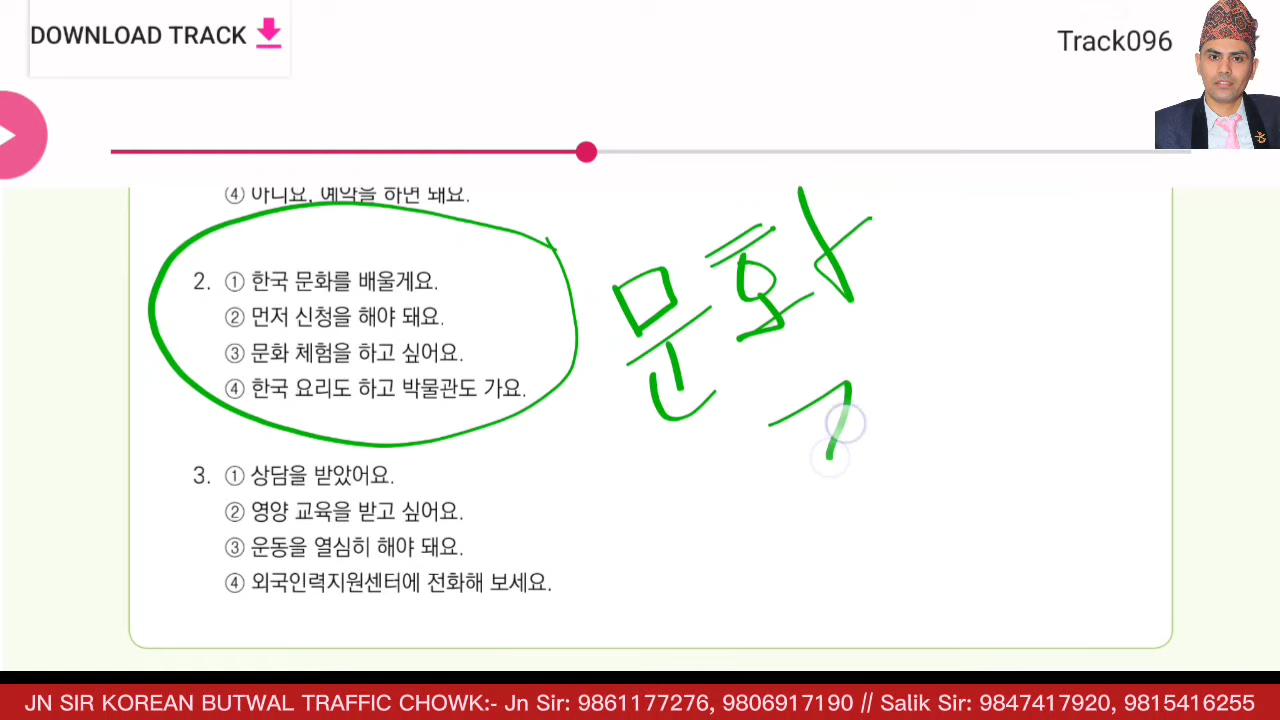 DOWNLOAD TRACK
Track096
④ 아니요, 예약을 하면 돼요.
2. ① 한국 문화를 배울게요.
② 먼저 신청을 해야 돼요.
③ 문화 체험을 하고 싶어요.
④ 한국 요리도 하고 박물관도 가요.
문화
3. ① 상담을 받았어요.
② 영양 교육을 받고 싶어요.
③ 운동을 열심히 해야 돼요.
④ 외국인력지원센터에 전화해 보세요.
JN SIR KOREAN BUTWAL TRAFFIC CHOWK:- Jn Sir: 9861177276, 9806917190 // Salik Sir: 9847417920, 9815416255